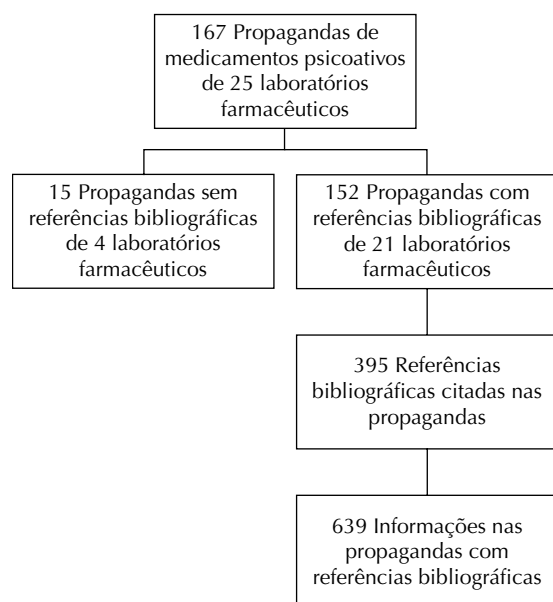 167 Propagandas de
medicamentos psicoativos
de 25 laboratórios
farmacêuticos
15 Propagandas sem
referências bibliográficas
de 4 laboratórios
farmacêuticos
152 Propagandas com
referências bibliográficas
de 21 laboratórios
farmacêuticos
395 Referências
bibliográficas citadas nas
propagandas
639 Informações nas
propagandas com
referências bibliográficas